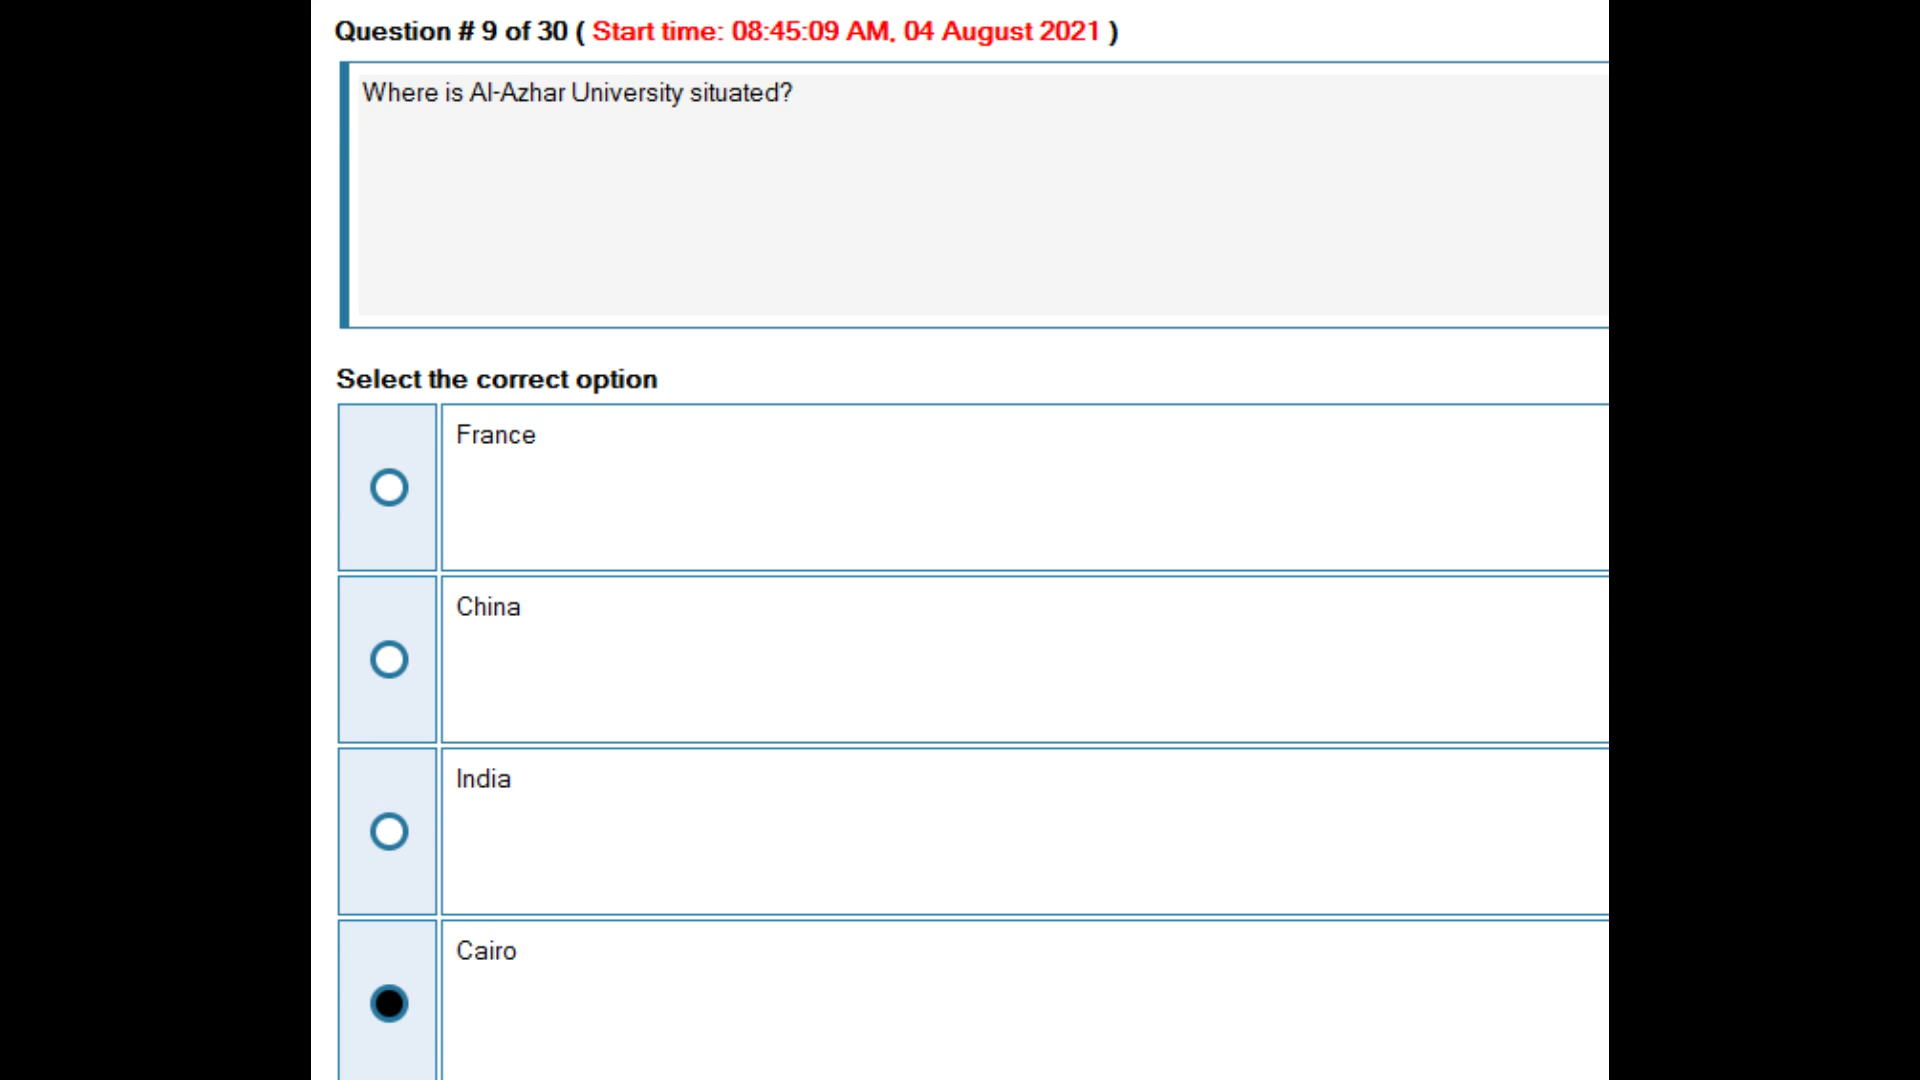 Question # 9 of 30 ( Start time: 08:45:09 AM, 04 August 2021 )
Where is Al-Azhar University situated?
Select the correct option
France
China
India
Cairo